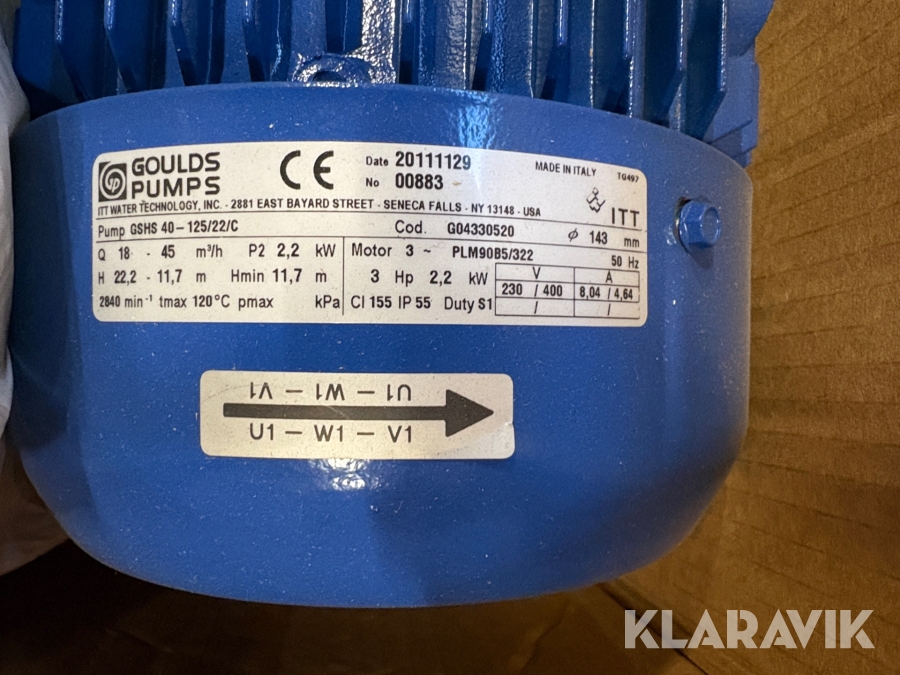 GOULDS PUMPS
CE
Date 20111129
No 00883
MADE IN ITALY
TG497
ITT
ITT WATER TECHNOLOGY, INC. - 2881 EAST BAYARD STREET - SENECA FALLS - NY 13148 - USA
Pump GSHS 40-125/22/C Cod. G04330520 ø 143 mm
Q 18 - 45 m³/h P2 2,2 kW Motor 3 ~ PLM90B5/322 50 Hz
H 22,2 - 11,7 m Hmin 11,7 m 3 Hp 2,2 kW V 230 / 400 A 8,04 / 4,64
2840 min⁻¹ tmax 120°C pmax kPa Cl 155 IP 55 Duty S1 / /
U1 - W1 - V1
U1 - W1 - V1
KLARAVIK